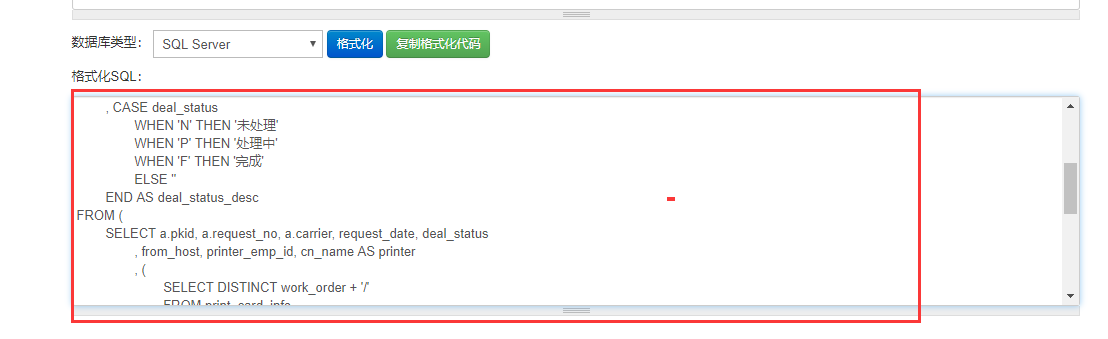 数据库类型： SQL Server 格式化 复制格式化代码
格式化SQL：
, CASE deal_status
WHEN 'N' THEN '未处理'
WHEN 'P' THEN '处理中'
WHEN 'F' THEN '完成'
ELSE ''
END AS deal_status_desc
FROM (
SELECT a.pkid, a.request_no, a.carrier, request_date, deal_status
, from_host, printer_emp_id, cn_name AS printer
, (
SELECT DISTINCT work_order + '/'
FROM print_card_info